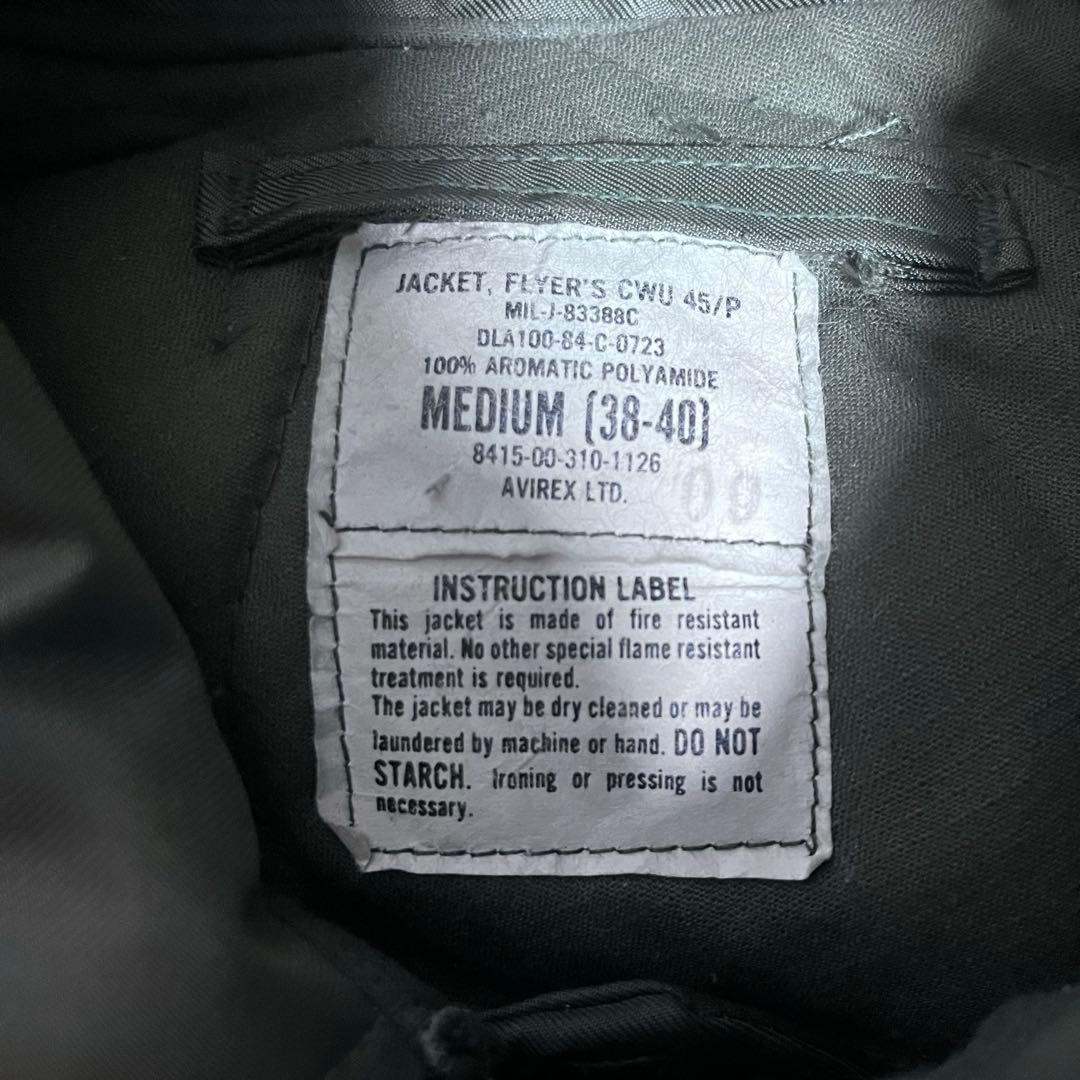 JACKET, FLYER'S CWU 45/P
MIL-J-83388C
DLA100-84-C-0723
100% AROMATIC POLYAMIDE
MEDIUM (38-40)
8415-00-310-1126
AVIREX LTD.
09
INSTRUCTION LABEL
This jacket is made of fire resistant
material. No other special flame resistant
treatment is required.
The jacket may be dry cleaned or may be
laundered by machine or hand. DO NOT
STARCH. Ironing or pressing is not
necessary.